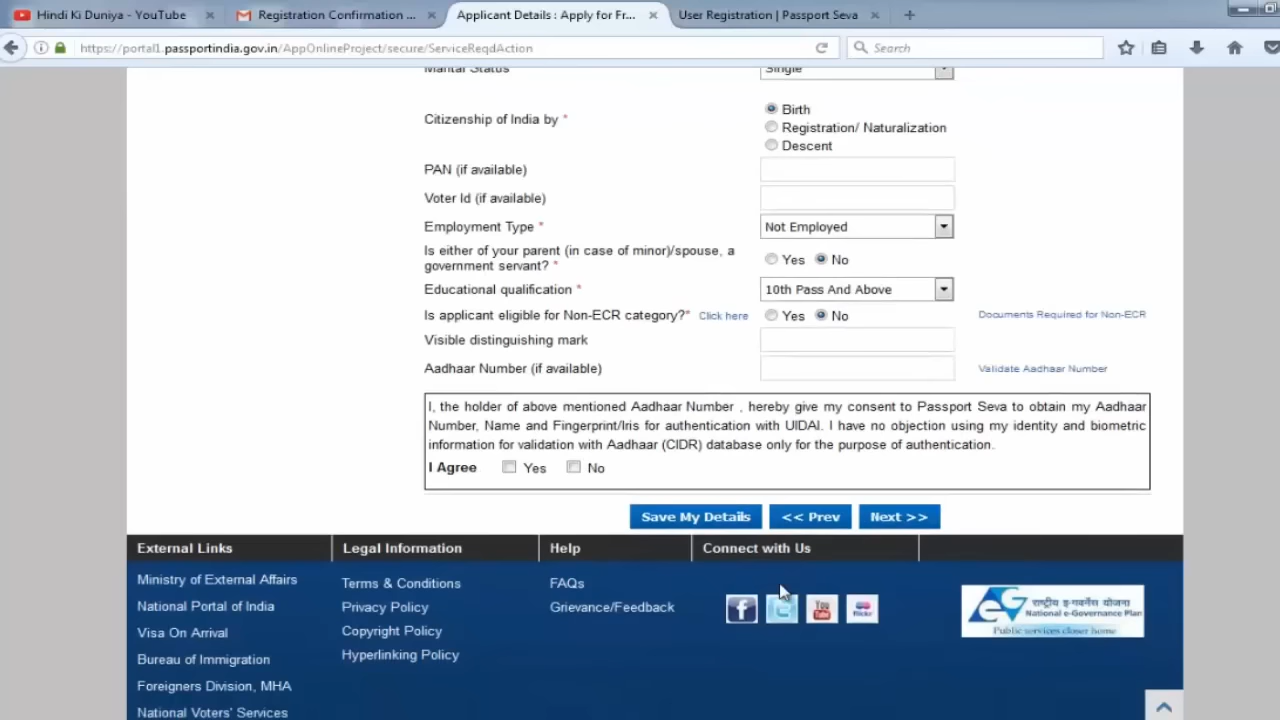 Hindi Ki Duniya - YouTube
Registration Confirmation ...
Applicant Details : Apply for Fr...
User Registration | Passport Seva
https://portal1.passportindia.gov.in/AppOnlineProject/secure/ServiceReqdAction
Search
Marital Status
Single
Citizenship of India by *
Birth
Registration/ Naturalization
Descent
PAN (if available)
Voter Id (if available)
Employment Type *
Not Employed
Is either of your parent (in case of minor)/spouse, a
government servant? *
Yes No
Educational qualification *
10th Pass And Above
Is applicant eligible for Non-ECR category?* Click here
Yes No
Documents Required for Non-ECR
Visible distinguishing mark
Aadhaar Number (if available)
Validate Aadhaar Number
I, the holder of above mentioned Aadhaar Number , hereby give my consent to Passport Seva to obtain my Aadhaar
Number, Name and Fingerprint/Iris for authentication with UIDAI. I have no objection using my identity and biometric
information for validation with Aadhaar (CIDR) database only for the purpose of authentication.
I Agree Yes No
Save My Details
<< Prev
Next >>
External Links
Ministry of External Affairs
National Portal of India
Visa On Arrival
Bureau of Immigration
Foreigners Division, MHA
National Voters' Services
Legal Information
Terms & Conditions
Privacy Policy
Copyright Policy
Hyperlinking Policy
Help
FAQs
Grievance/Feedback
Connect with Us
You
Tube
flickr
राष्ट्रीय इ-गवर्नेंस योजना
National e-Governance Plan
Public services closer home